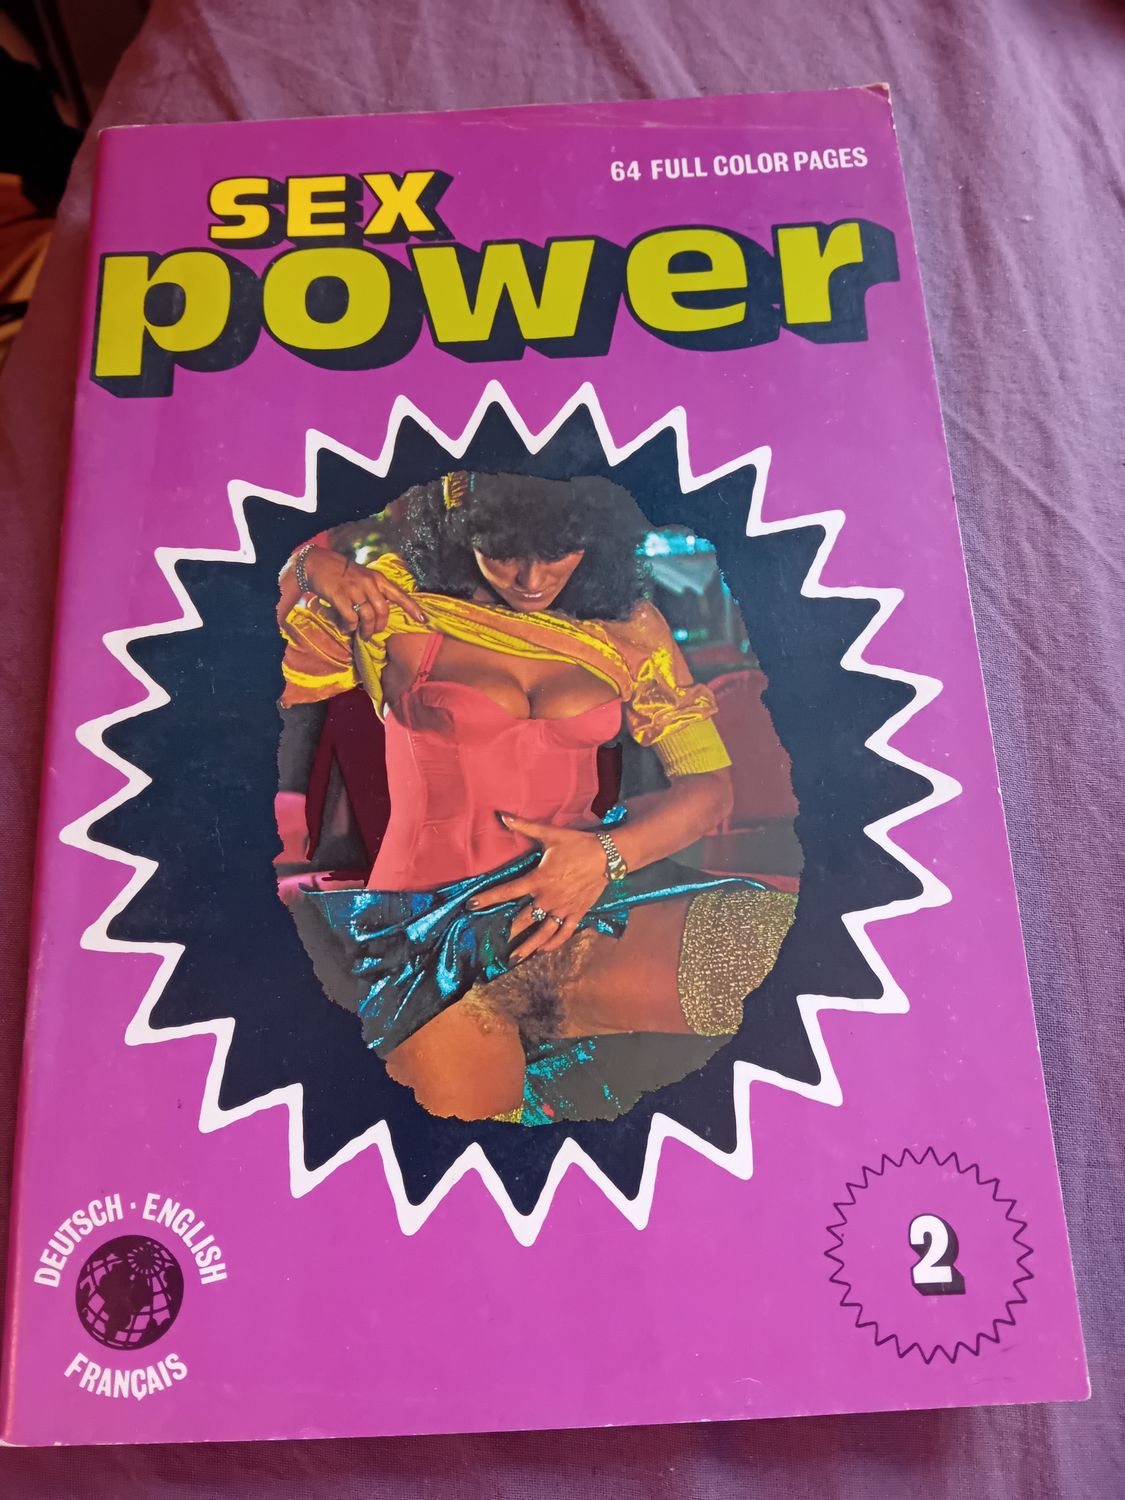 64 FULL COLOR PAGES
SEX
power
DEUTSCH · ENGLISH
FRANÇAIS
2